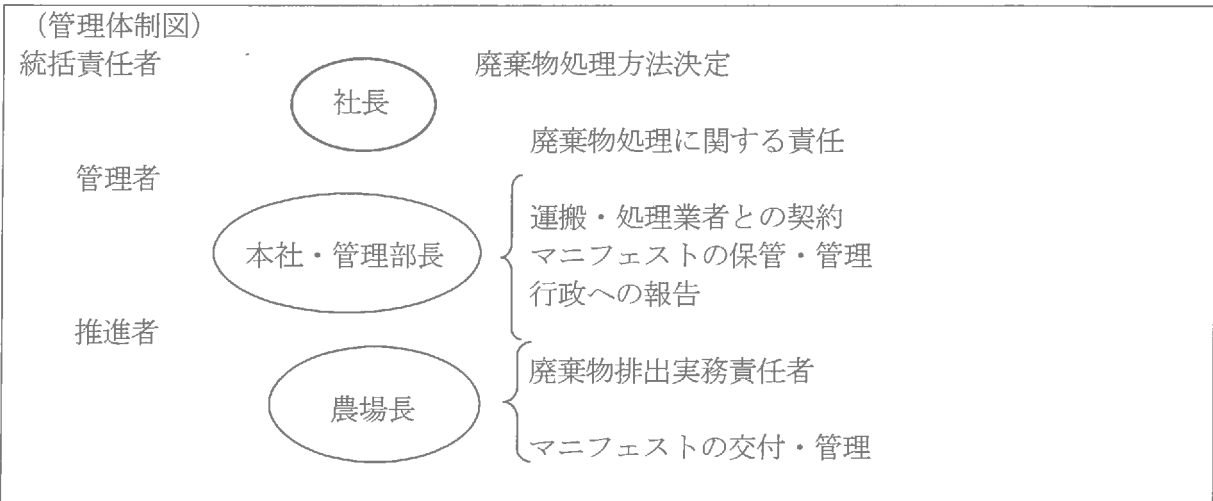 (管理体制図)
統括責任者
廃棄物処理方法決定
社長
廃棄物処理に関する責任
管理者
運搬・処理業者との契約
本社・管理部長
マニフェストの保管・管理
行政への報告
推進者
廃棄物排出実務責任者
農場長
マニフェストの交付・管理